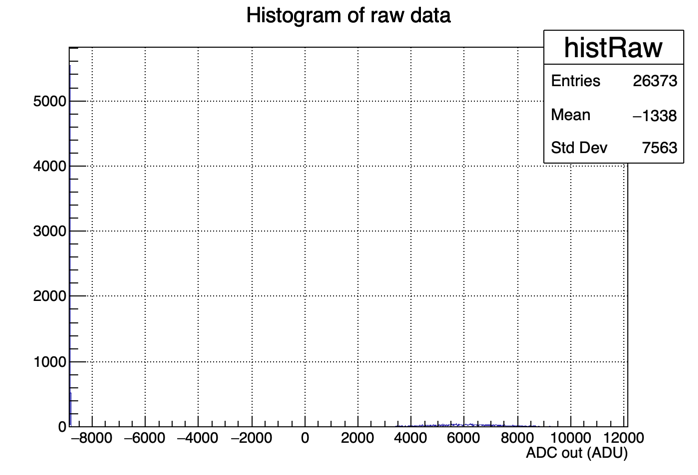 Histogram of raw data
histRaw
Entries 26373
Mean −1338
Std Dev 7563
5000
4000
3000
2000
1000
0
−8000 −6000 −4000 −2000 0 2000 4000 6000 8000 10000 12000
ADC out (ADU)